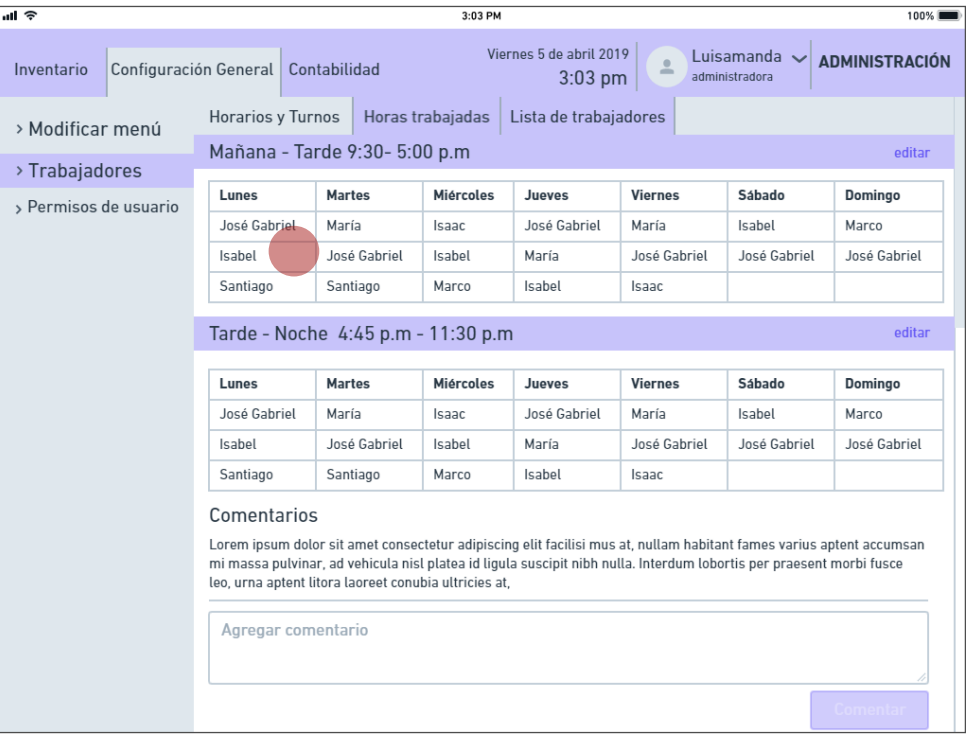 3:03 PM
100%
Inventario
Configuración General
Contabilidad
Viernes 5 de abril 2019
3:03 pm
Luisamanda
administradora
ADMINISTRACIÓN
> Modificar menú
> Trabajadores
> Permisos de usuario
Horarios y Turnos
Horas trabajadas
Lista de trabajadores
Mañana - Tarde 9:30- 5:00 p.m
editar
Lunes Martes Miércoles Jueves Viernes Sábado Domingo
José Gabriel María Isaac José Gabriel María Isabel Marco
Isabel José Gabriel Isabel María José Gabriel José Gabriel José Gabriel
Santiago Santiago Marco Isabel Isaac
Tarde - Noche 4:45 p.m - 11:30 p.m
editar
Lunes Martes Miércoles Jueves Viernes Sábado Domingo
José Gabriel María Isaac José Gabriel María Isabel Marco
Isabel José Gabriel Isabel María José Gabriel José Gabriel José Gabriel
Santiago Santiago Marco Isabel Isaac
Comentarios
Lorem ipsum dolor sit amet consectetur adipiscing elit facilisi mus at, nullam habitant fames varius aptent accumsan
mi massa pulvinar, ad vehicula nisl platea id ligula suscipit nibh nulla. Interdum lobortis per praesent morbi fusce
leo, urna aptent litora laoreet conubia ultricies at,
Agregar comentario
Comentar